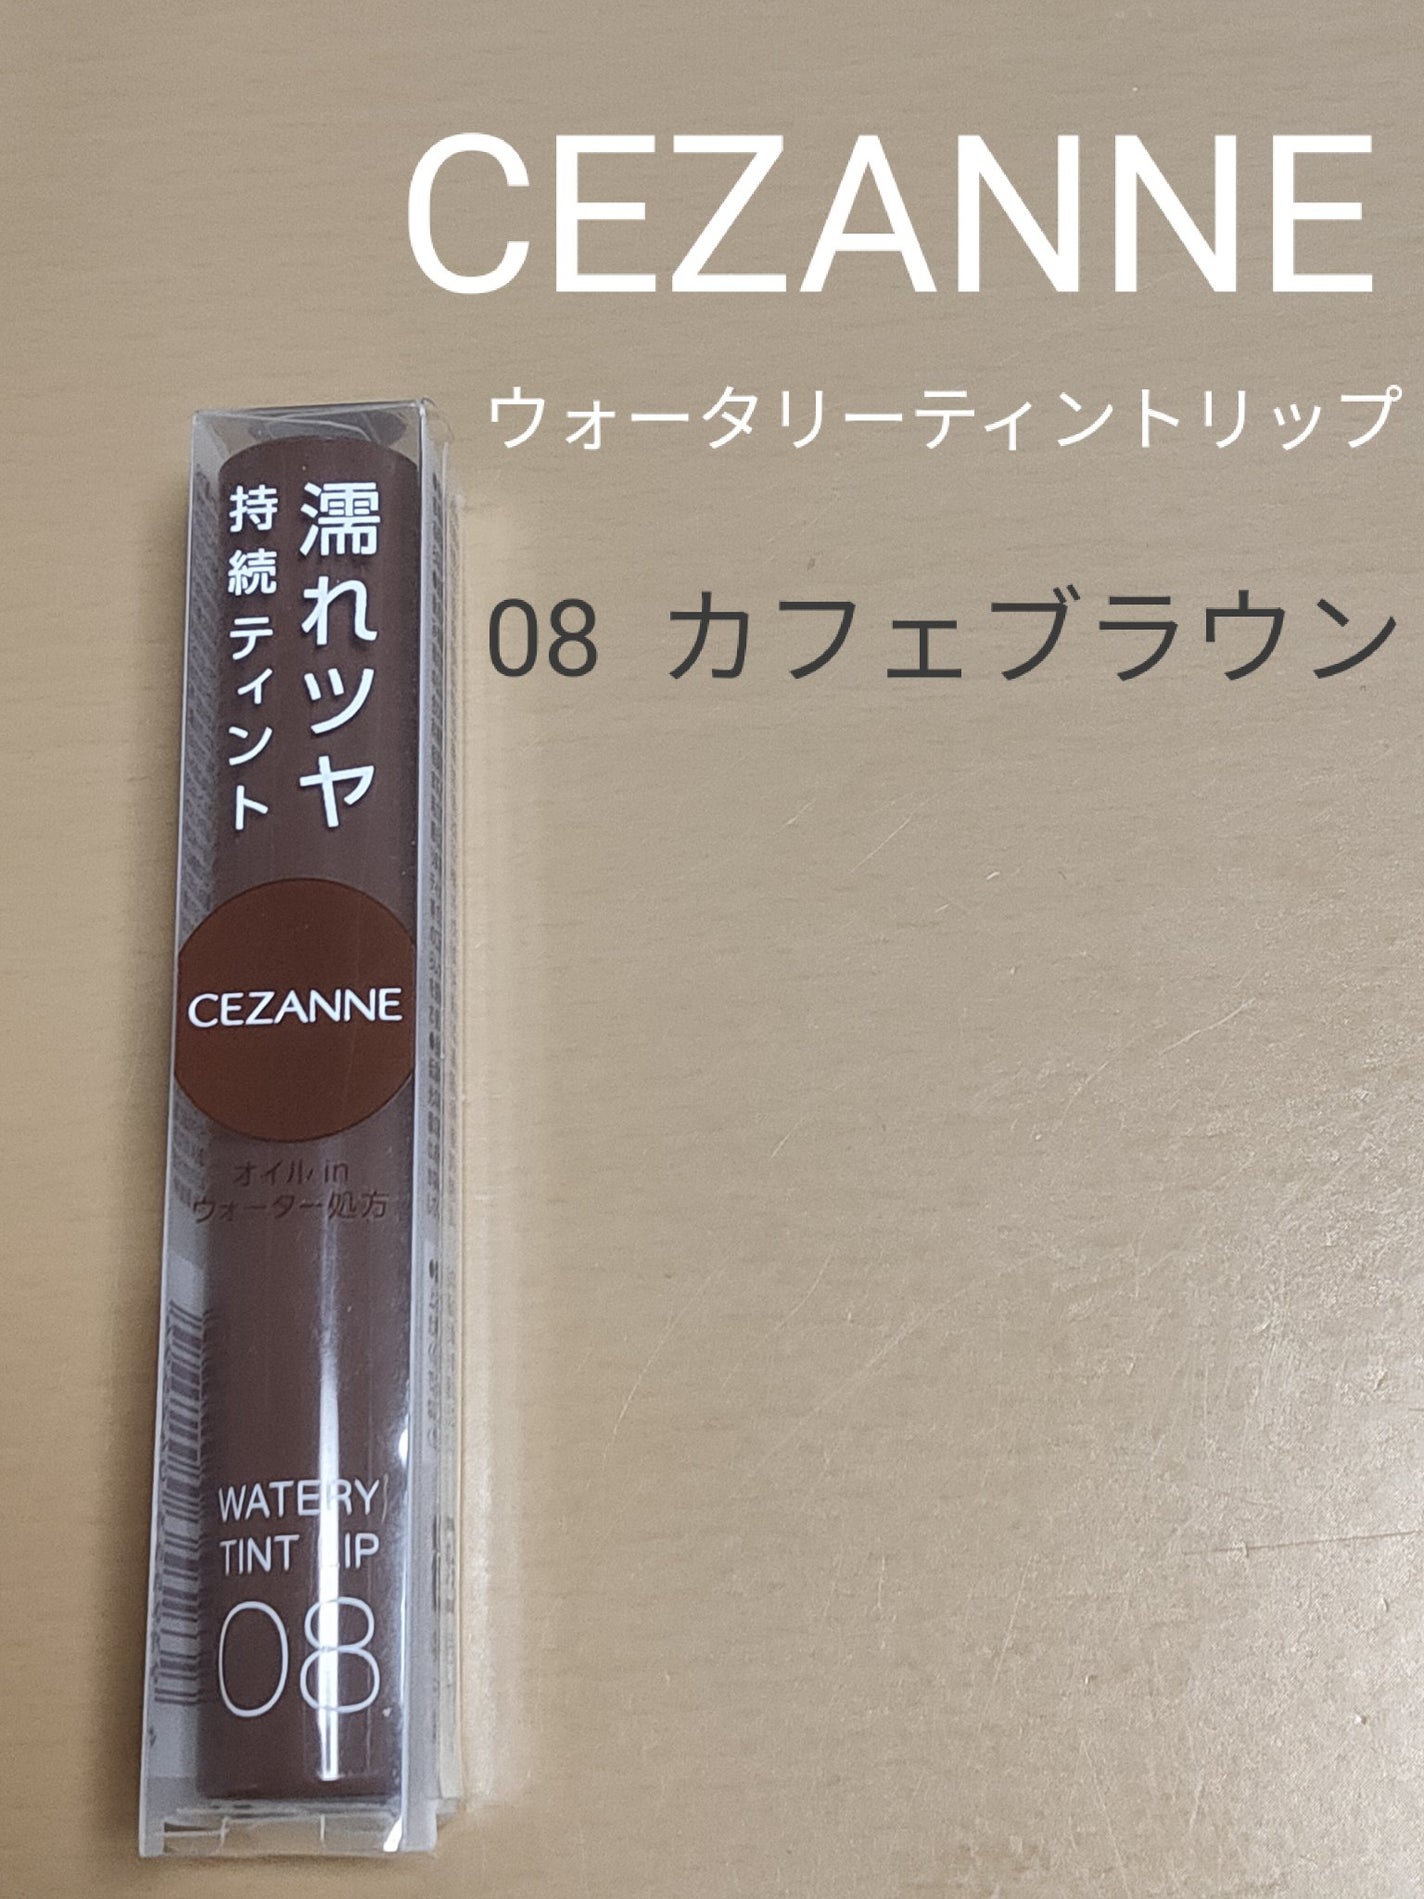 CEZANNE
ウォータリーティントリップ
08 カフェブラウン
濡れツヤ
持続ティント
CEZANNE
オイル in
ウォーター処方
WATERY
TINT LIP
08